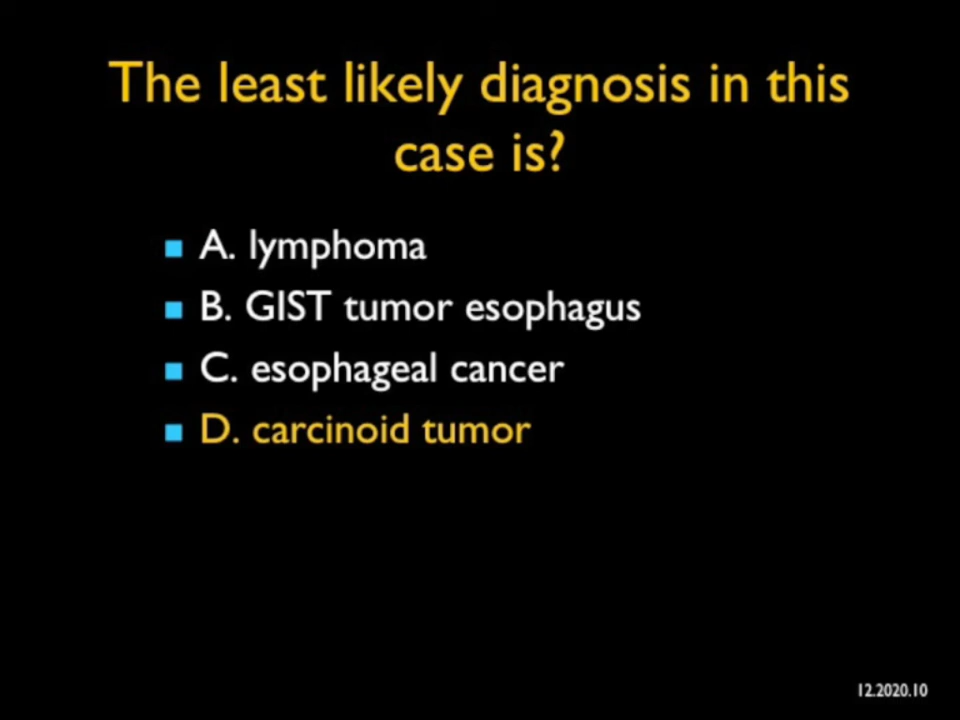 The least likely diagnosis in this
case is?
A. lymphoma
B. GIST tumor esophagus
C. esophageal cancer
D. carcinoid tumor
12.2020.10